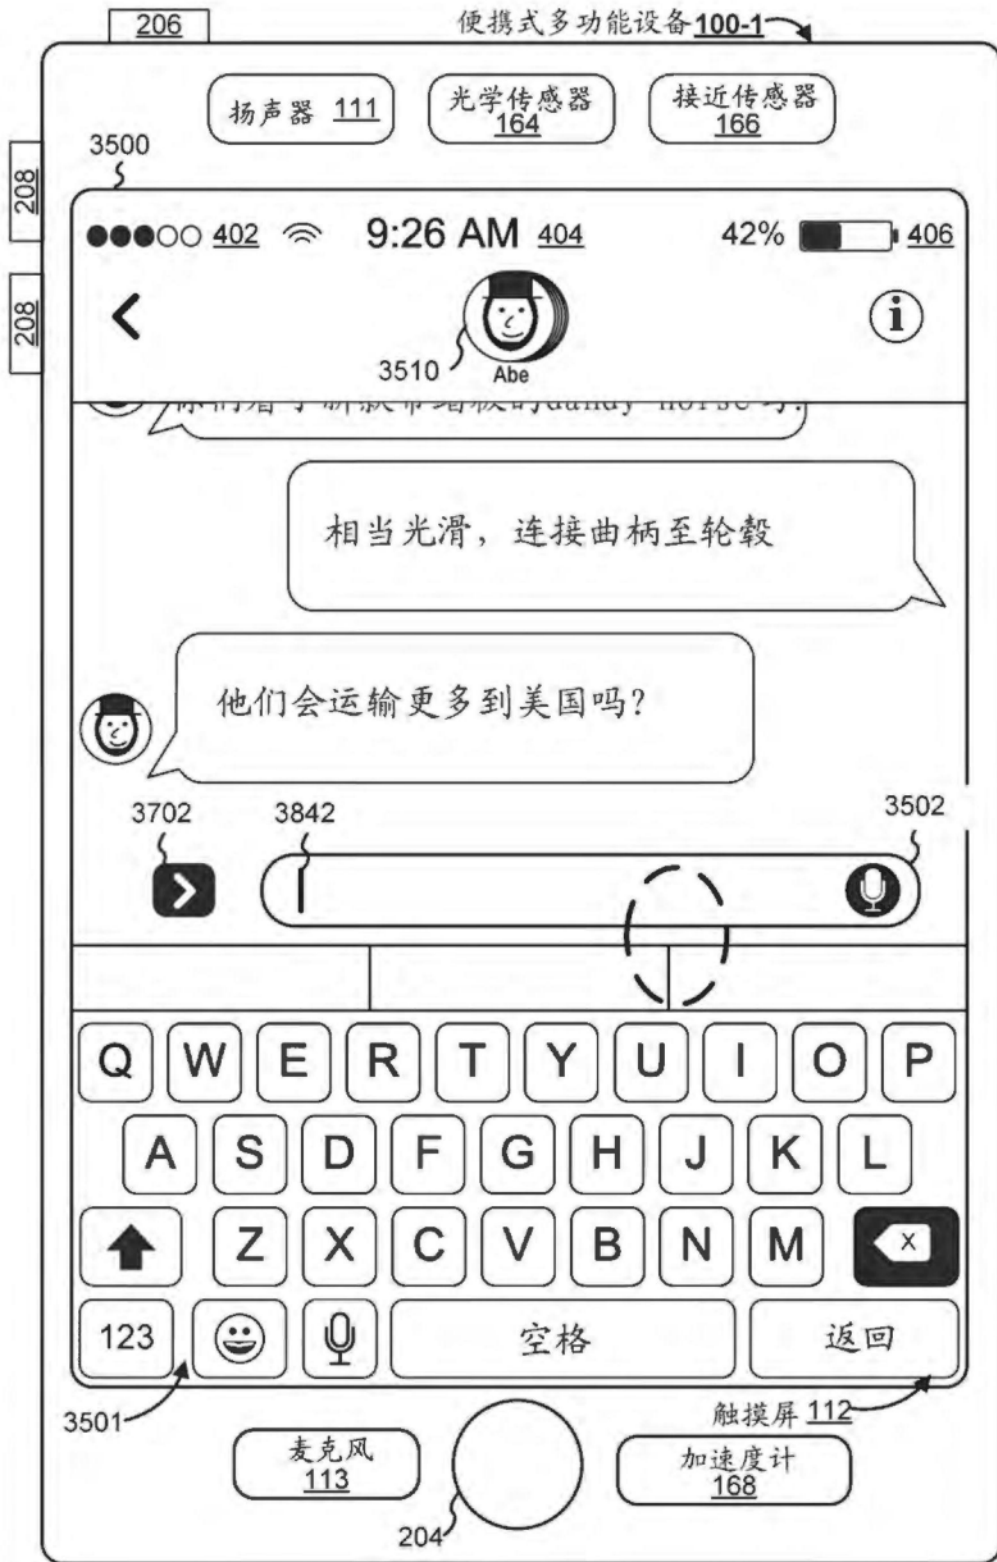 206
便携式多功能设备 100-1
扬声器 111
光学传感器
164
接近传感器
166
3500
208
208
402 9:26 AM 404 42% 406
3510
Abe
dandy horse
相当光滑，连接曲柄至轮毂
他们会运输更多到美国吗？
3702
3842
3502
Q W E R T Y U I O P
A S D F G H J K L
Z X C V B N M X
123 空格 返回
3501
触摸屏 112
麦克风
113
加速度计
168
204